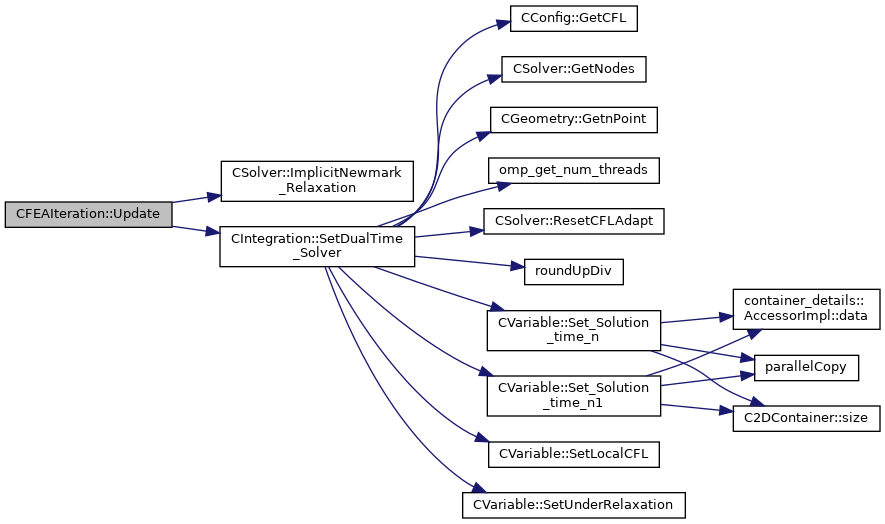 CFEAIteration::Update
CSolver::ImplicitNewmark
_Relaxation
CIntegration::SetDualTime
_Solver
CConfig::GetCFL
CSolver::GetNodes
CGeometry::GetnPoint
omp_get_num_threads
CSolver::ResetCFLAdapt
roundUpDiv
CVariable::Set_Solution
_time_n
CVariable::Set_Solution
_time_n1
CVariable::SetLocalCFL
CVariable::SetUnderRelaxation
container_details::
AccessorImpl::data
parallelCopy
C2DContainer::size